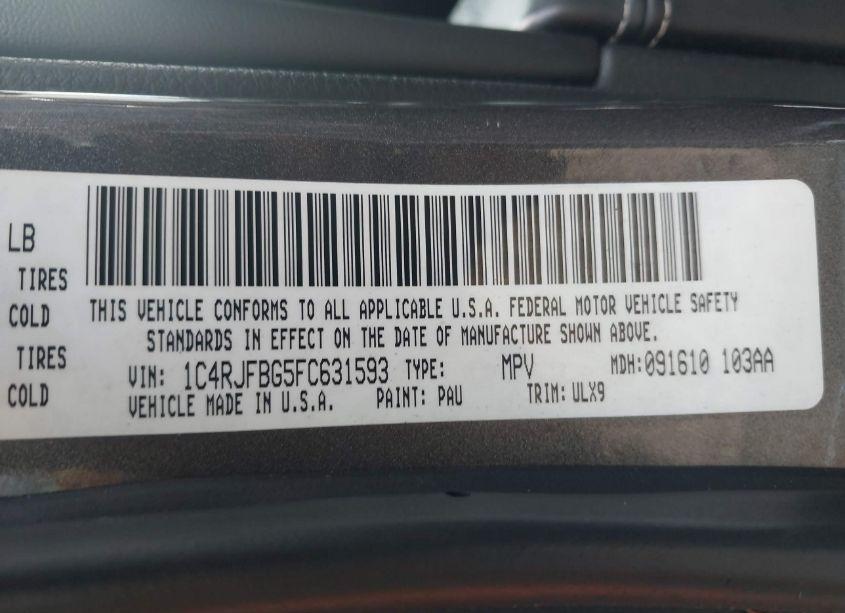 LB
TIRES
COLD
TIRES
COLD
THIS VEHICLE CONFORMS TO ALL APPLICABLE U.S.A. FEDERAL MOTOR VEHICLE SAFETY
STANDARDS IN EFFECT ON THE DATE OF MANUFACTURE SHOWN ABOVE.
VIN: 1C4RJFBG5FC631593 TYPE: MPV MDH:091610 103AA
VEHICLE MADE IN U.S.A. PAINT: PAU TRIM: ULX9